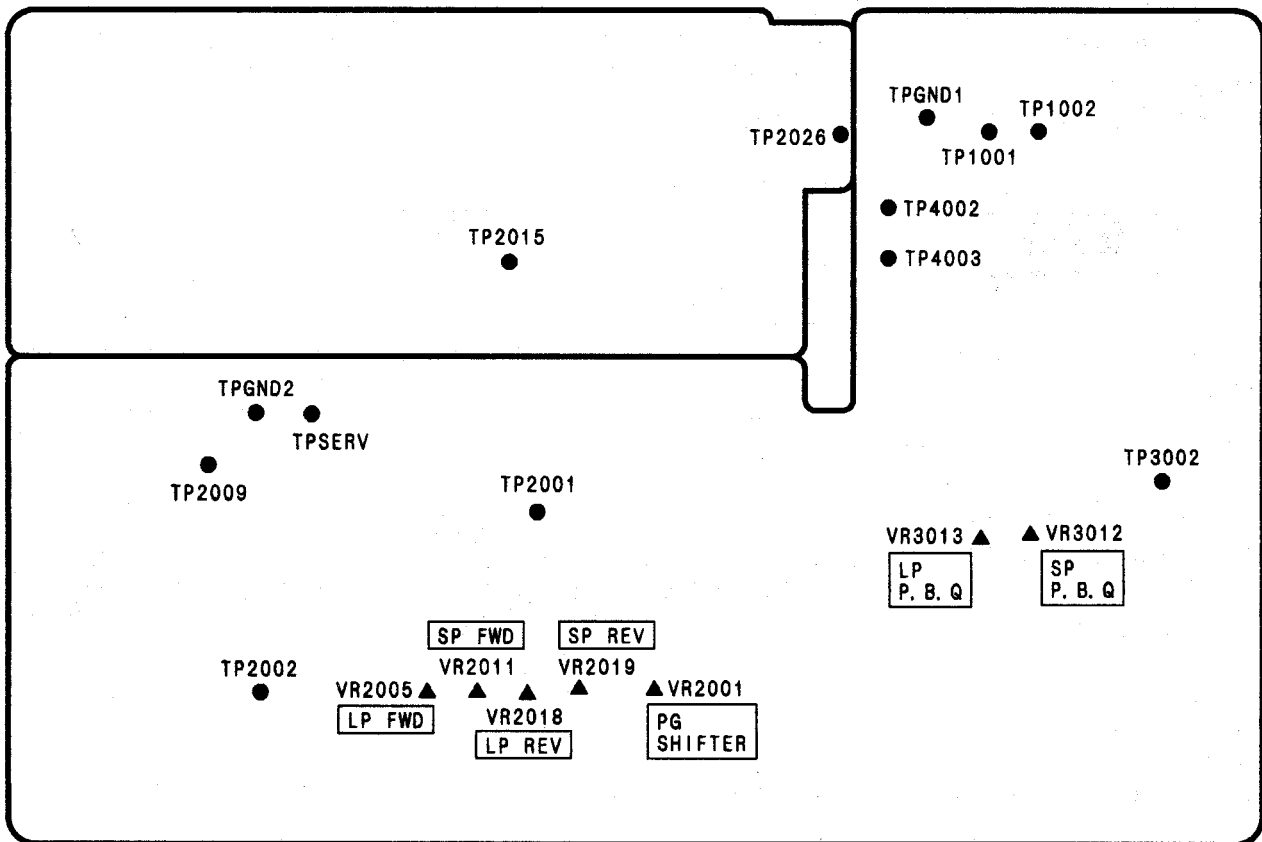 TPGND1
TP1002
TP2026
TP1001
TP4002
TP2015
TP4003
TPGND2
TPSERV
TP3002
TP2009
TP2001
VR3013
VR3012
LP
P. B. Q
SP
P. B. Q
SP FWD
SP REV
TP2002
VR2011
VR2019
VR2005
VR2001
LP FWD
VR2018
LP REV
PG
SHIFTER